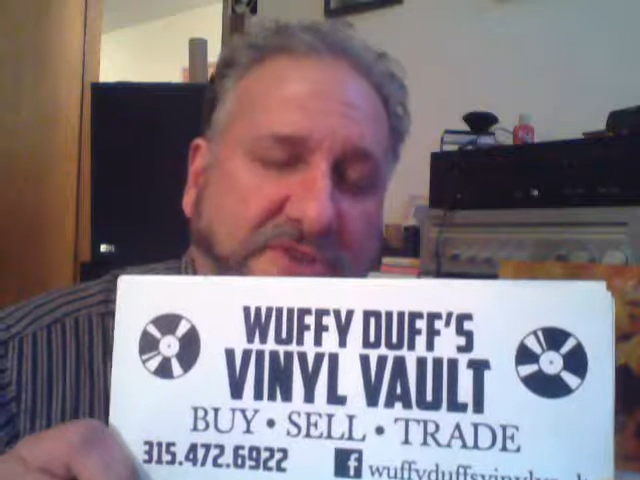 WUFFY DUFF'S
VINYL VAULT
BUY • SELL • TRADE
315.472.6922
f